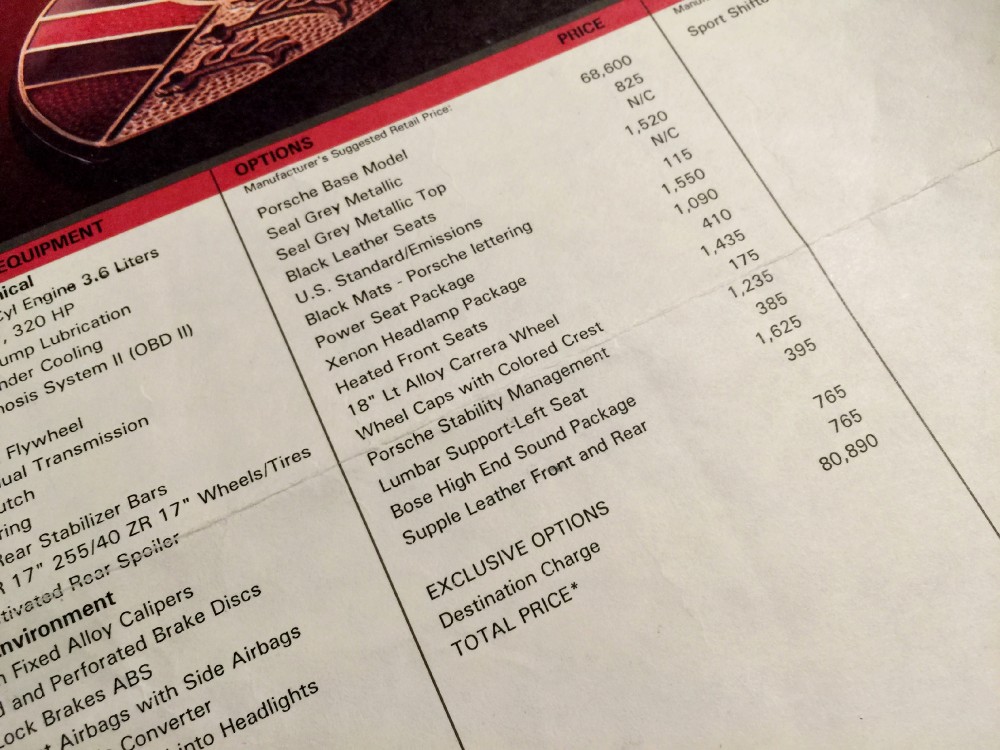 EQUIPMENT
ical
Cyl Engine 3.6 Liters
, 320 HP
ump Lubrication
nder Cooling
nosis System II (OBD II)
Flywheel
ual Transmission
utch
ring
Rear Stabilizer Bars
R 17" 255/40 ZR 17" Wheels/Tires
tivated Rear Spoiler
nvironment
n Fixed Alloy Calipers
d and Perforated Brake Discs
ock Brakes ABS
t Airbags with Side Airbags
Converter
into Headlights
OPTIONS PRICE
Manufacturer's Suggested Retail Price:
Porsche Base Model 68,600
Seal Grey Metallic 825
Seal Grey Metallic Top N/C
Black Leather Seats 1,520
U.S. Standard/Emissions N/C
Black Mats - Porsche lettering 115
Power Seat Package 1,550
Xenon Headlamp Package 1,090
Heated Front Seats 410
18" Lt Alloy Carrera Wheel 1,435
Wheel Caps with Colored Crest 175
Porsche Stability Management 1,235
Lumbar Support-Left Seat 385
Bose High End Sound Package 1,625
Supple Leather Front and Rear 395
EXCLUSIVE OPTIONS 765
Destination Charge 765
TOTAL PRICE* 80,890
Manu
Sport Shifte